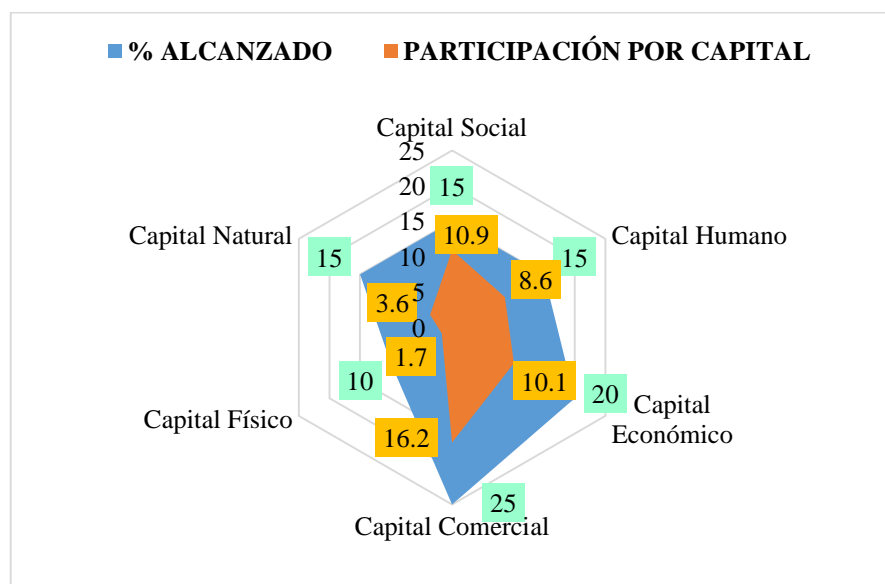 % ALCANZADO PARTICIPACIÓN POR CAPITAL
Capital Social
25
20
15
10
5
0
15
10.9
Capital Humano
15
8.6
Capital
Económico
20
10.1
Capital Comercial
25
16.2
Capital Físico
10
1.7
Capital Natural
15
3.6